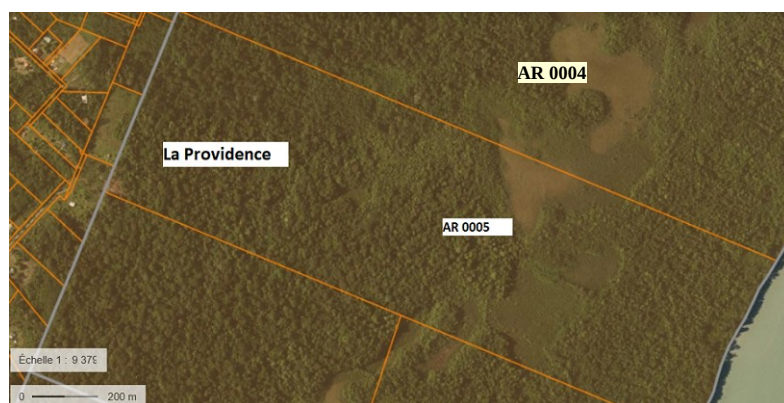 AR 0004
La Providence
AR 0005
Échelle 1 : 9 379
0 200 m